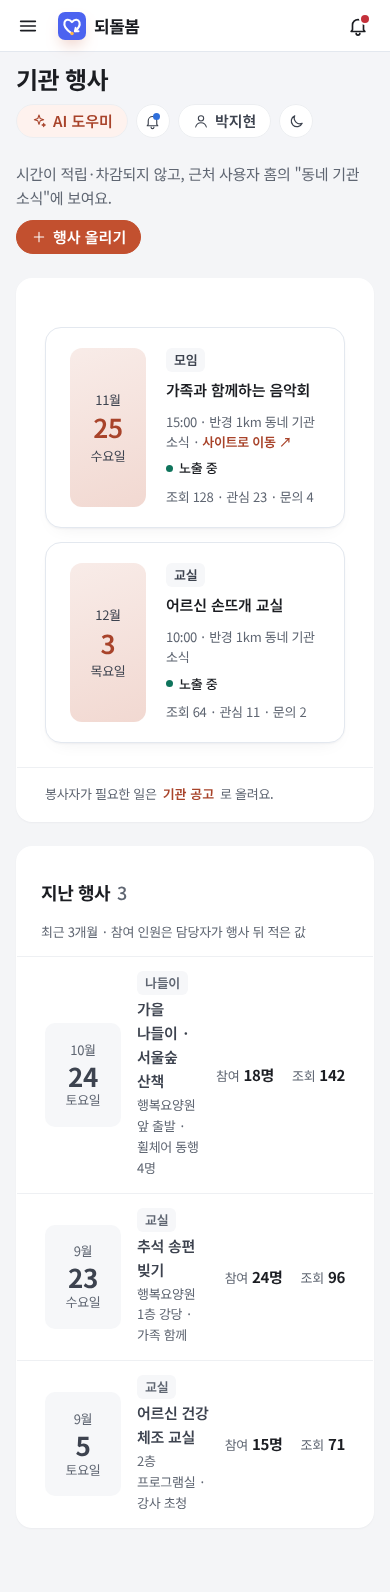 되돌봄
기관 행사
AI 도우미
박지현
시간이 적립·차감되지 않고, 근처 사용자 홈의 "동네 기관
소식"에 보여요.
+ 행사 올리기
11월
25
수요일
모임
가족과 함께하는 음악회
15:00 · 반경 1km 동네 기관
소식 · 사이트로 이동 ↗
노출 중
조회 128 · 관심 23 · 문의 4
12월
3
목요일
교실
어르신 손뜨개 교실
10:00 · 반경 1km 동네 기관
소식
노출 중
조회 64 · 관심 11 · 문의 2
봉사자가 필요한 일은 기관 공고 로 올려요.
지난 행사 3
최근 3개월 · 참여 인원은 담당자가 행사 뒤 적은 값
10월
24
토요일
나들이
가을
나들이 ·
서울숲
산책
행복요양원
앞 출발 ·
휠체어 동행
4명
참여 18명 조회 142
9월
23
수요일
교실
추석 송편
빚기
행복요양원
1층 강당 ·
가족 함께
참여 24명 조회 96
9월
5
토요일
교실
어르신 건강
체조 교실
2층
프로그램실 ·
강사 초청
참여 15명 조회 71